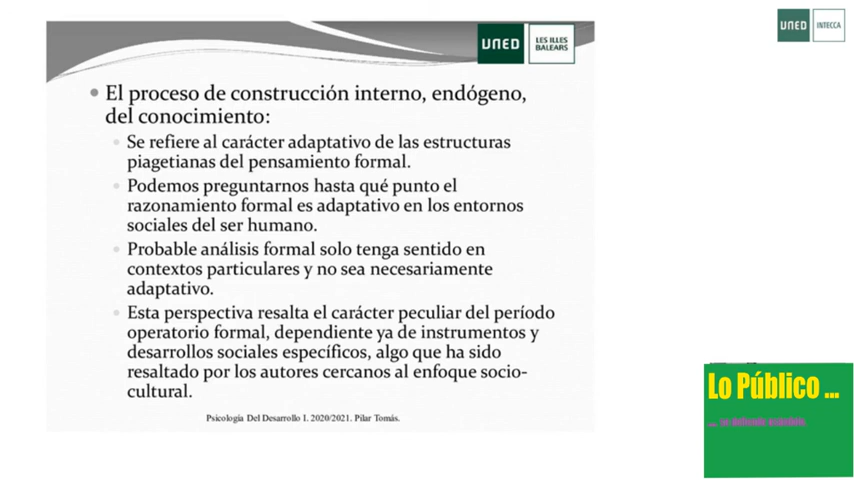 UNED
LES ILLES
BALEARS
UNED
INTECCA
El proceso de construcción interno, endógeno,
del conocimiento:
Se refiere al carácter adaptativo de las estructuras
piagetianas del pensamiento formal.
Podemos preguntarnos hasta qué punto el
razonamiento formal es adaptativo en los entornos
sociales del ser humano.
Probable análisis formal solo tenga sentido en
contextos particulares y no sea necesariamente
adaptativo.
Esta perspectiva resalta el carácter peculiar del período
operatorio formal, dependiente ya de instrumentos y
desarrollos sociales específicos, algo que ha sido
resaltado por los autores cercanos al enfoque socio-
cultural.
Psicología Del Desarrollo I. 2020/2021. Pilar Tomás.
Lo Público ...